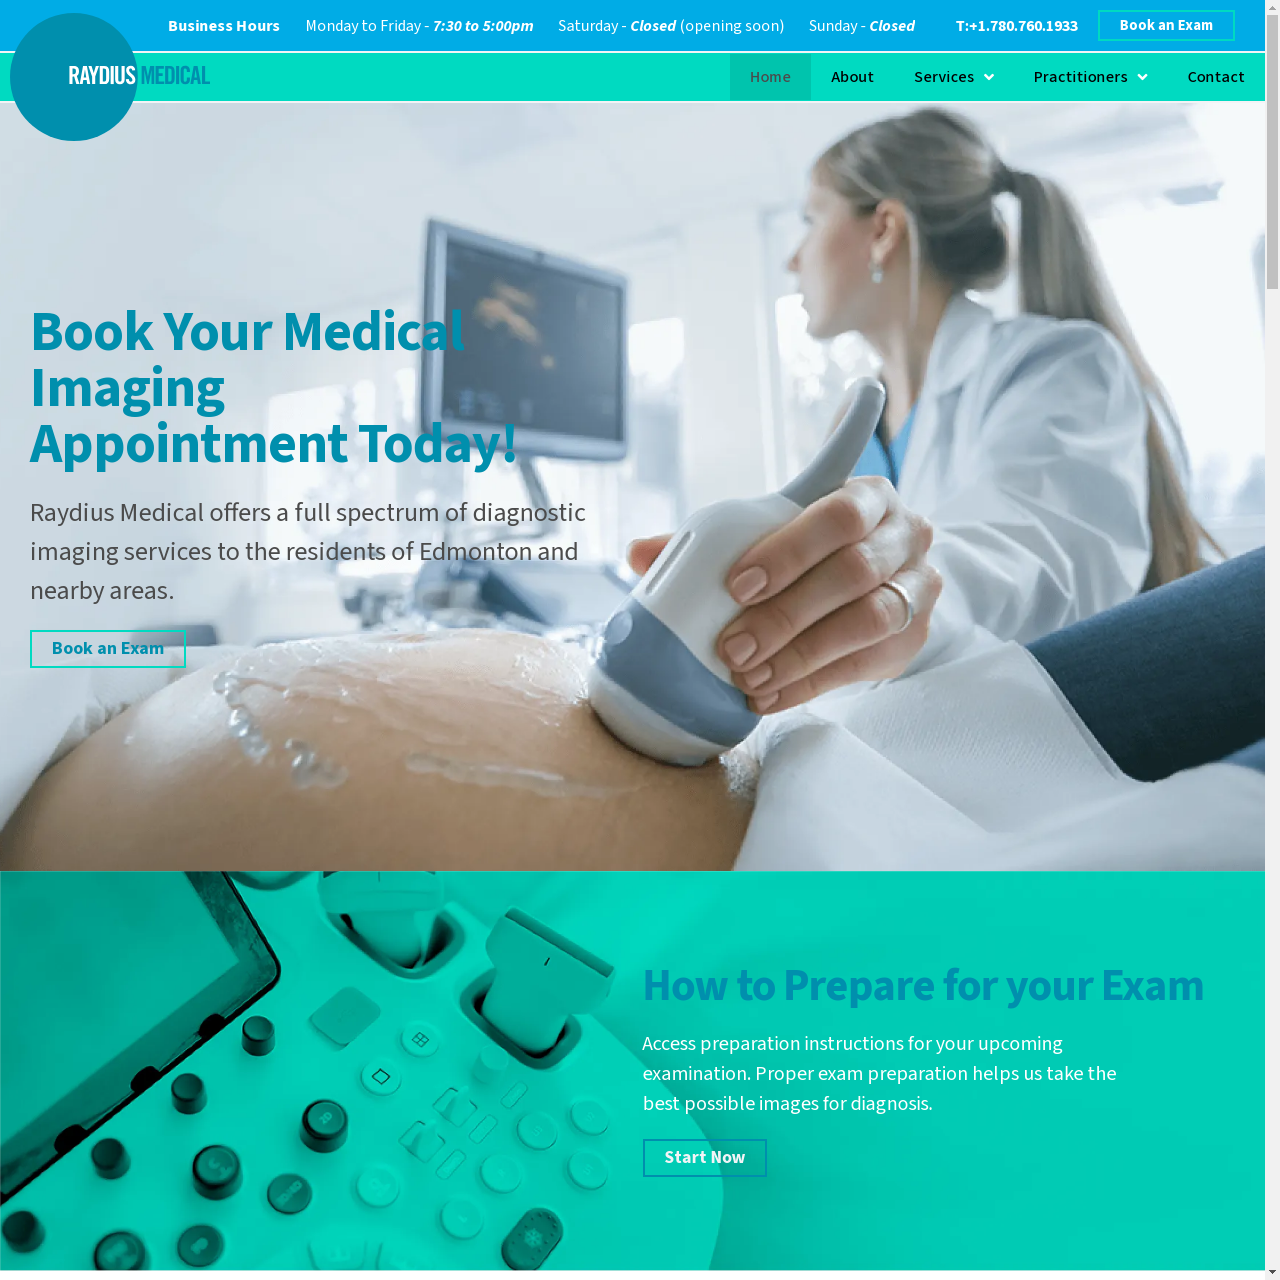 Business Hours Monday to Friday - 7:30 to 5:00pm Saturday - Closed (opening soon) Sunday - Closed T:+1.780.760.1933 Book an Exam
RAYDIUS MEDICAL
Home About Services Practitioners Contact
Book Your Medical
Imaging
Appointment Today!
Raydius Medical offers a full spectrum of diagnostic
imaging services to the residents of Edmonton and
nearby areas.
Book an Exam
How to Prepare for your Exam
Access preparation instructions for your upcoming
examination. Proper exam preparation helps us take the
best possible images for diagnosis.
Start Now